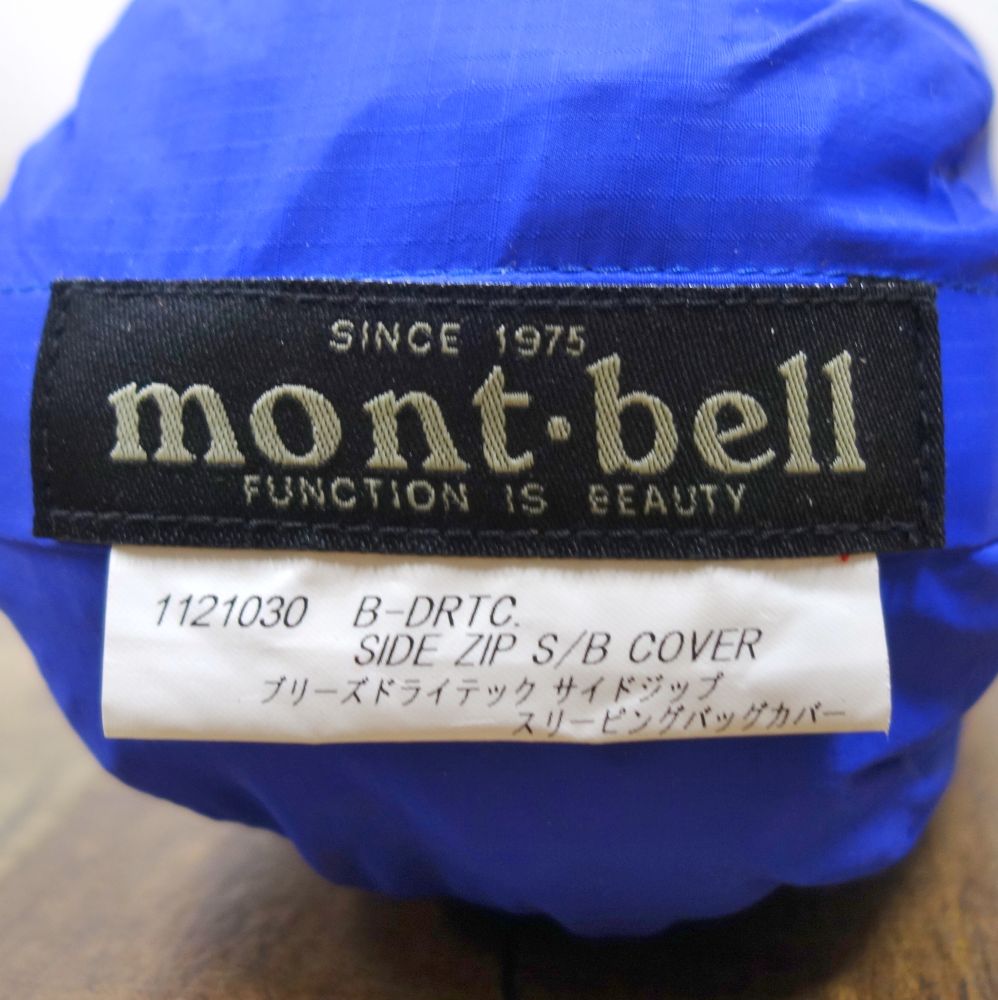 SINCE 1975
mont·bell
FUNCTION IS BEAUTY
1121030 B-DRTC.
SIDE ZIP S/B COVER
ブリーズドライテック サイドジップ
スリーピングバッグカバー